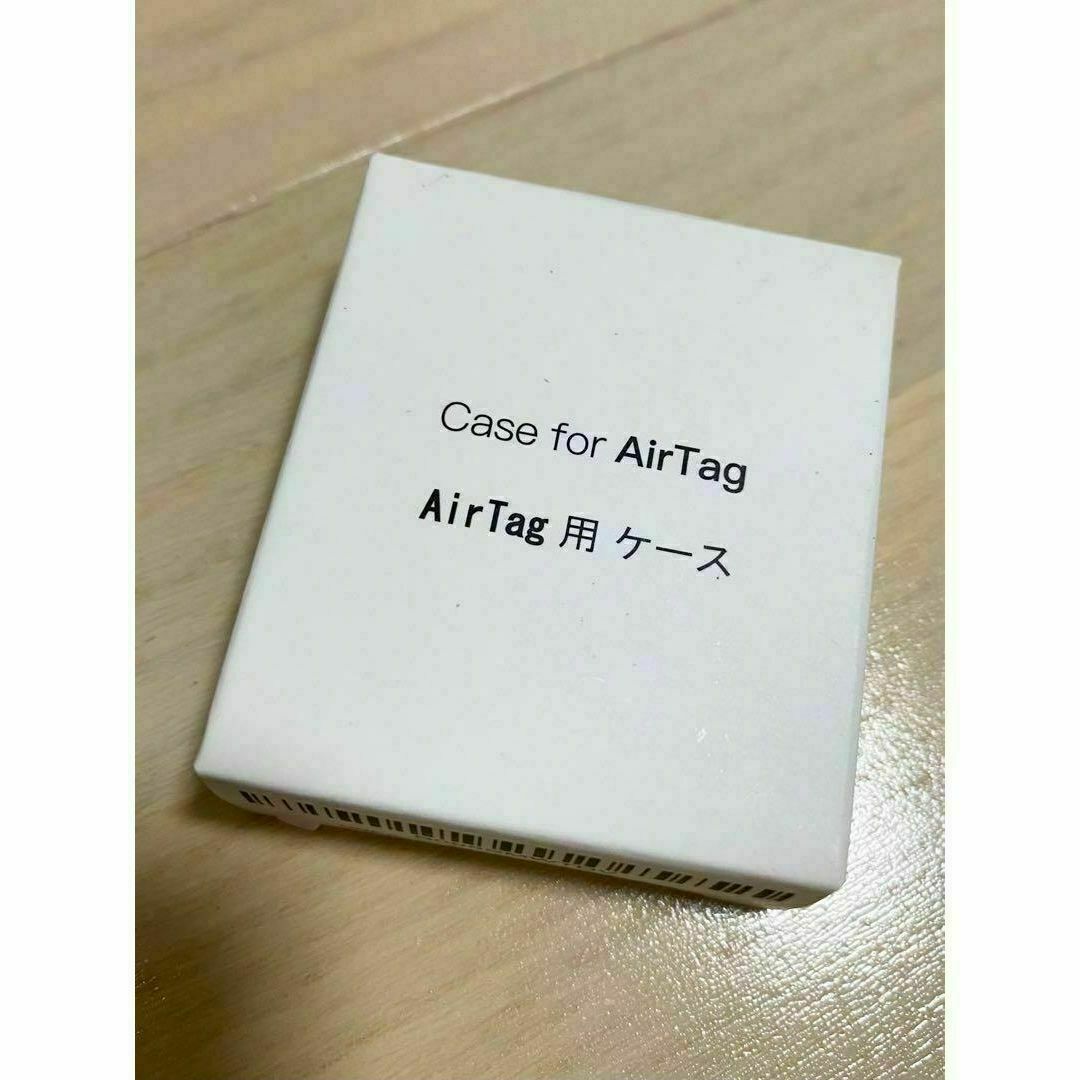 Case for AirTag
AirTag 用 ケース